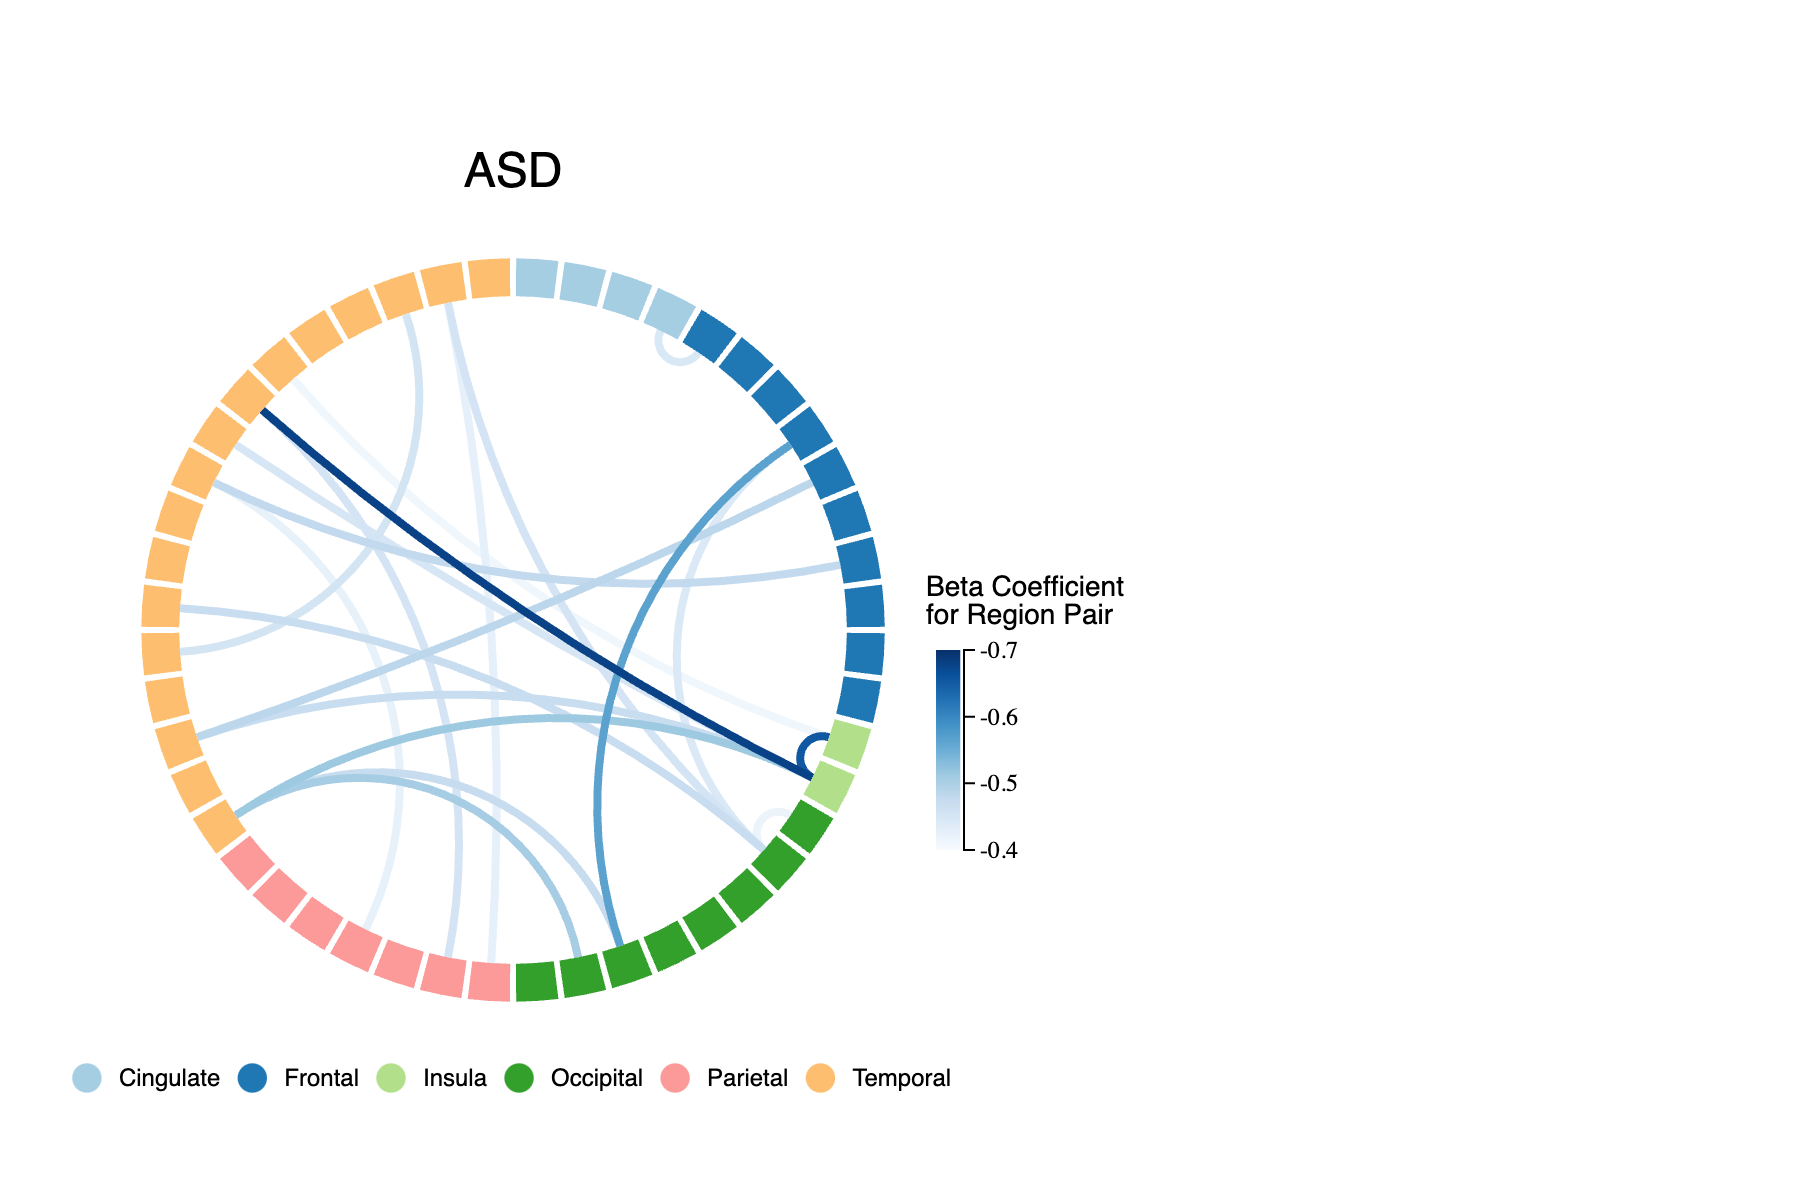 ASD
Beta Coefficient
for Region Pair
-0.7
-0.6
-0.5
-0.4
Cingulate
Frontal
Insula
Occipital
Parietal
Temporal